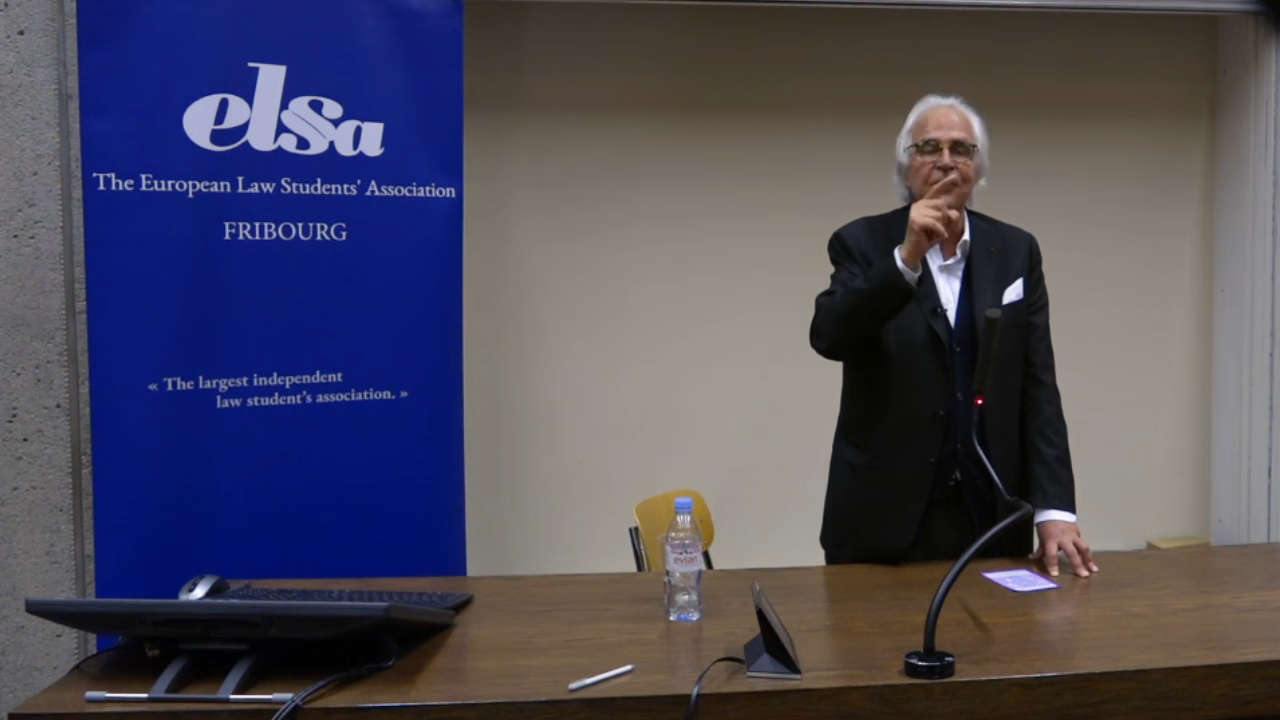 elsa
The European Law Students' Association
FRIBOURG
« The largest independent
law student's association. »
evian